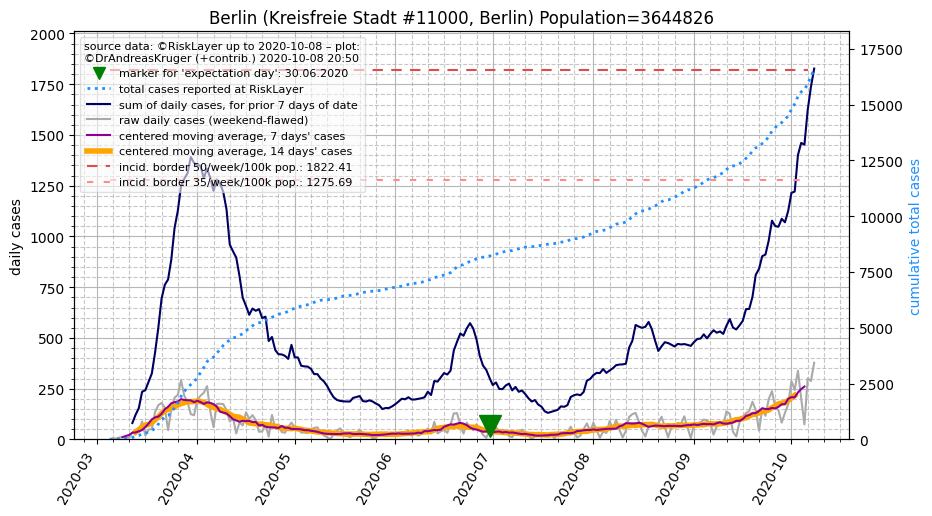 Berlin (Kreisfreie Stadt #11000, Berlin) Population=3644826
source data: ©RiskLayer up to 2020-10-08 – plot:
©DrAndreasKruger (+contrib.) 2020-10-08 20:50
marker for 'expectation day': 30.06.2020
total cases reported at RiskLayer
sum of daily cases, for prior 7 days of date
raw daily cases (weekend-flawed)
centered moving average, 7 days' cases
centered moving average, 14 days' cases
incid. border 50/week/100k pop.: 1822.41
incid. border 35/week/100k pop.: 1275.69
daily cases
2000
1750
1500
1250
1000
750
500
250
0
17500
15000
12500
10000
7500
5000
2500
0
cumulative total cases
2020-03
2020-04
2020-05
2020-06
2020-07
2020-08
2020-09
2020-10